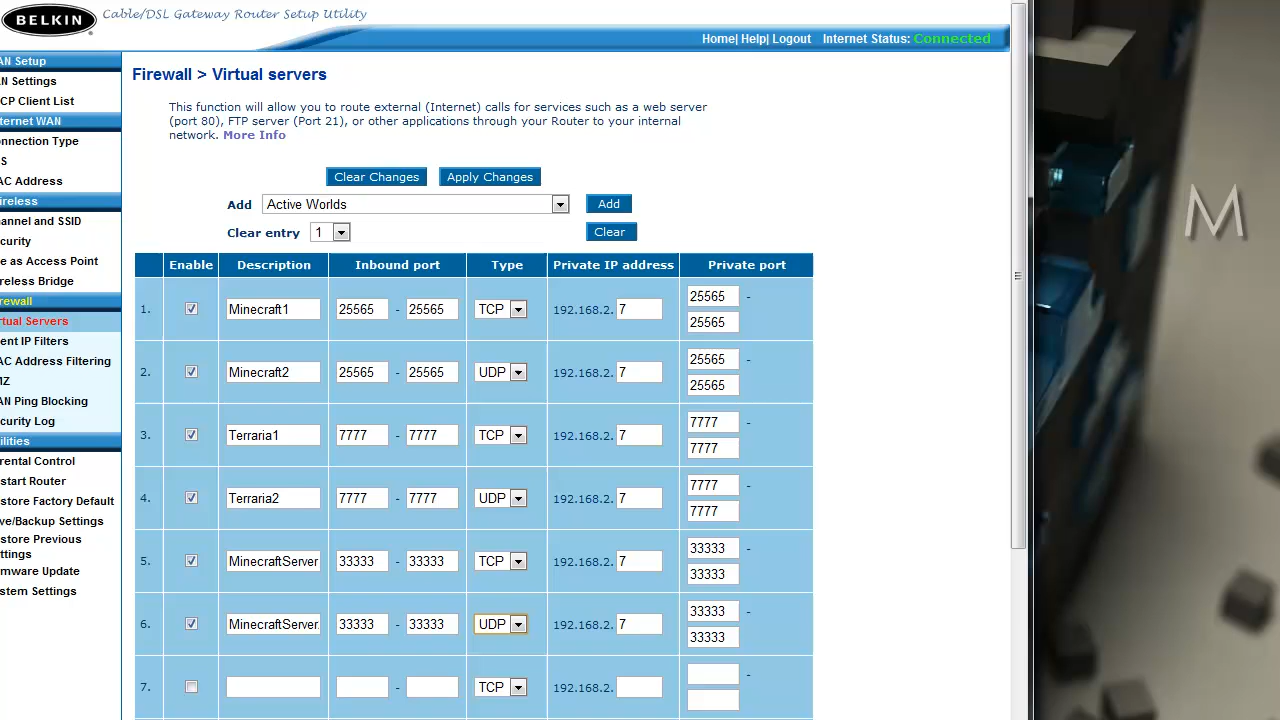 BELKIN
Cable/DSL Gateway Router Setup Utility
Home| Help| Logout Internet Status: Connected
AN Setup
AN Settings
CP Client List
ternet WAN
onnection Type
S
AC Address
ireless
annel and SSID
curity
e as Access Point
reless Bridge
rewall
rtual Servers
ent IP Filters
AC Address Filtering
MZ
AN Ping Blocking
curity Log
ilities
rental Control
start Router
store Factory Default
ve/Backup Settings
store Previous
ttings
mware Update
stem Settings
Firewall > Virtual servers
This function will allow you to route external (Internet) calls for services such as a web server
(port 80), FTP server (Port 21), or other applications through your Router to your internal
network. More Info
Clear Changes Apply Changes
Add Active Worlds Add
Clear entry 1 Clear
Enable Description Inbound port Type Private IP address Private port
1. Minecraft1 25565 - 25565 TCP 192.168.2. 7 25565 -
25565
2. Minecraft2 25565 - 25565 UDP 192.168.2. 7 25565 -
25565
3. Terraria1 7777 - 7777 TCP 192.168.2. 7 7777 -
7777
4. Terraria2 7777 - 7777 UDP 192.168.2. 7 7777 -
7777
5. MinecraftServer 33333 - 33333 TCP 192.168.2. 7 33333 -
33333
6. MinecraftServer 33333 - 33333 UDP 192.168.2. 7 33333 -
33333
7. - TCP 192.168.2. -
M